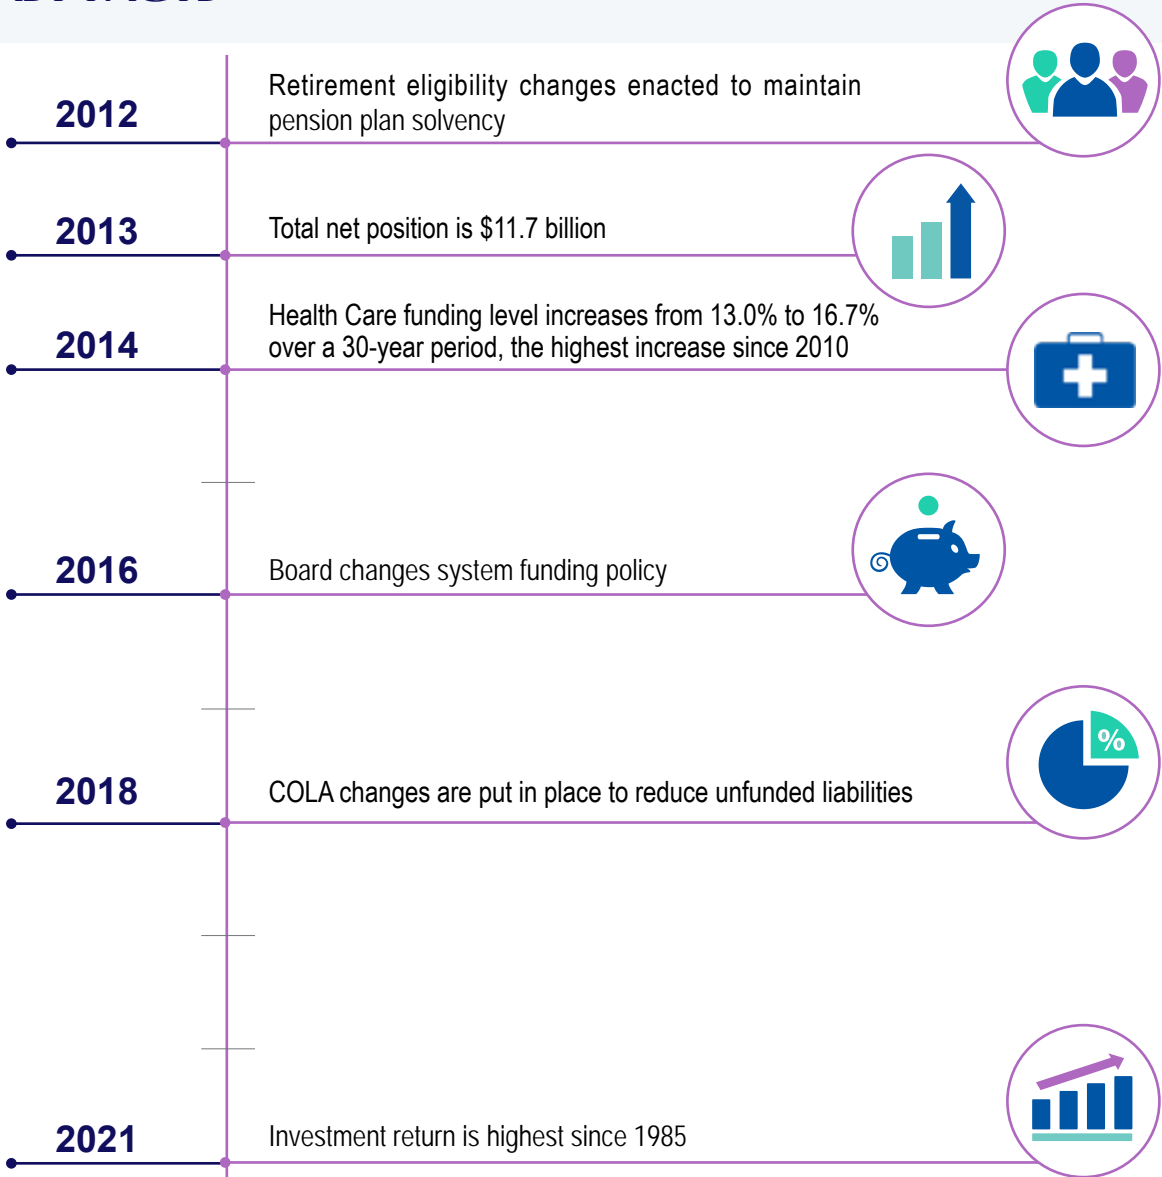 2012
Retirement eligibility changes enacted to maintain
pension plan solvency
2013
Total net position is $11.7 billion
2014
Health Care funding level increases from 13.0% to 16.7%
over a 30-year period, the highest increase since 2010
2016
Board changes system funding policy
%
2018
COLA changes are put in place to reduce unfunded liabilities
2021
Investment return is highest since 1985